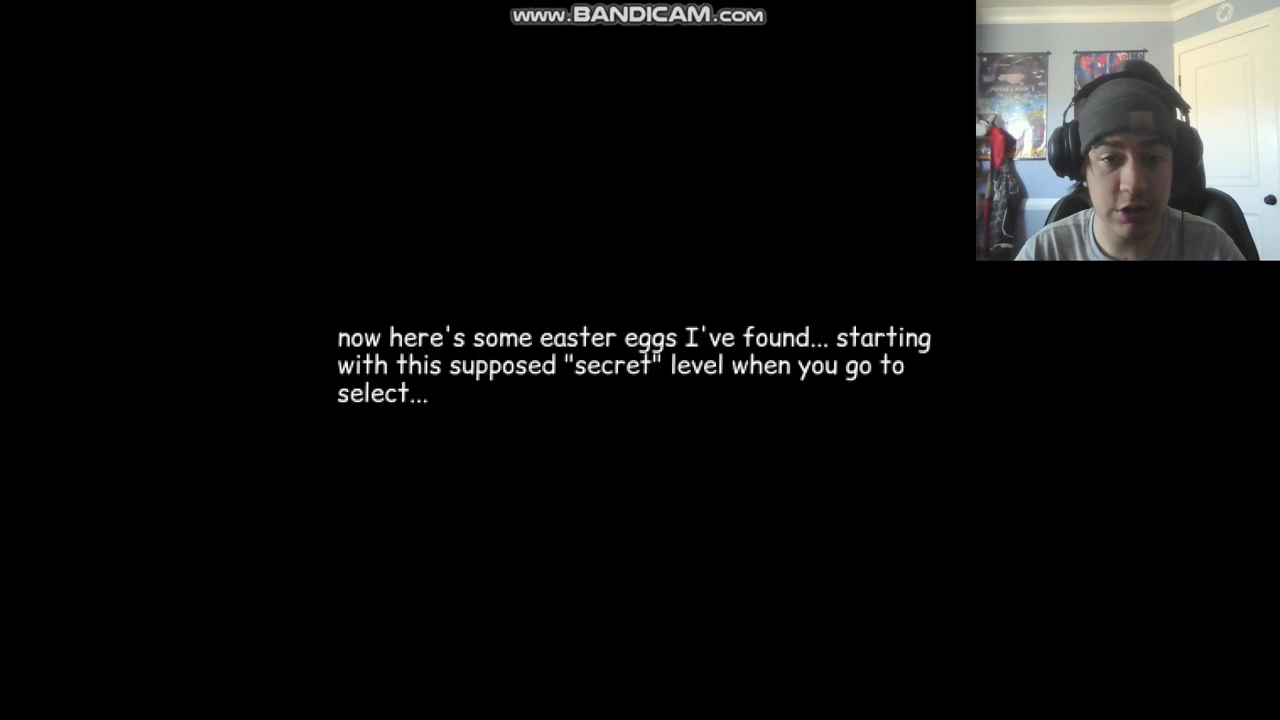 www.BANDICAM.com
MINECRAFT
now here's some easter eggs I've found... starting
with this supposed "secret" level when you go to
select...